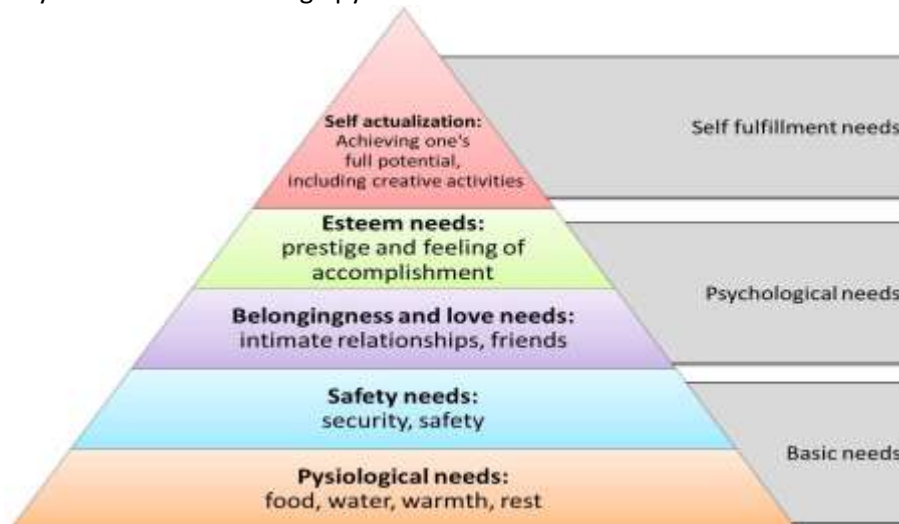 Self actualization:
Achieving one's
full potential,
including creative activities
Self fulfillment needs
Esteem needs:
prestige and feeling of
accomplishment
Belongingness and love needs:
intimate relationships, friends
Psychological needs
Safety needs:
security, safety
Pysiological needs:
food, water, warmth, rest
Basic needs